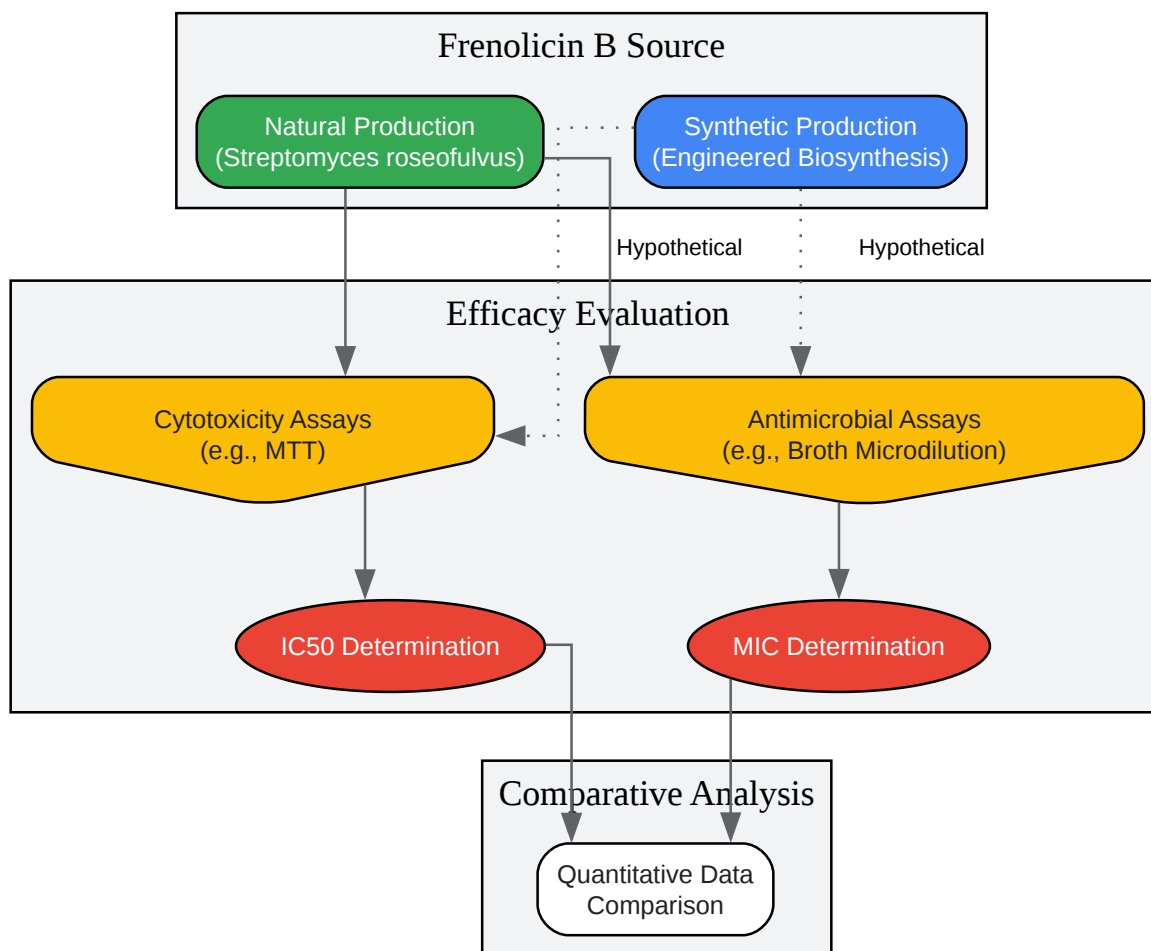 Frenolicin B Source
Natural Production
(Streptomyces roseofulvus)
Synthetic Production
(Engineered Biosynthesis)
Hypothetical
Hypothetical
Efficacy Evaluation
Cytotoxicity Assays
(e.g., MTT)
Antimicrobial Assays
(e.g., Broth Microdilution)
IC50 Determination
MIC Determination
Comparative Analysis
Quantitative Data
Comparison